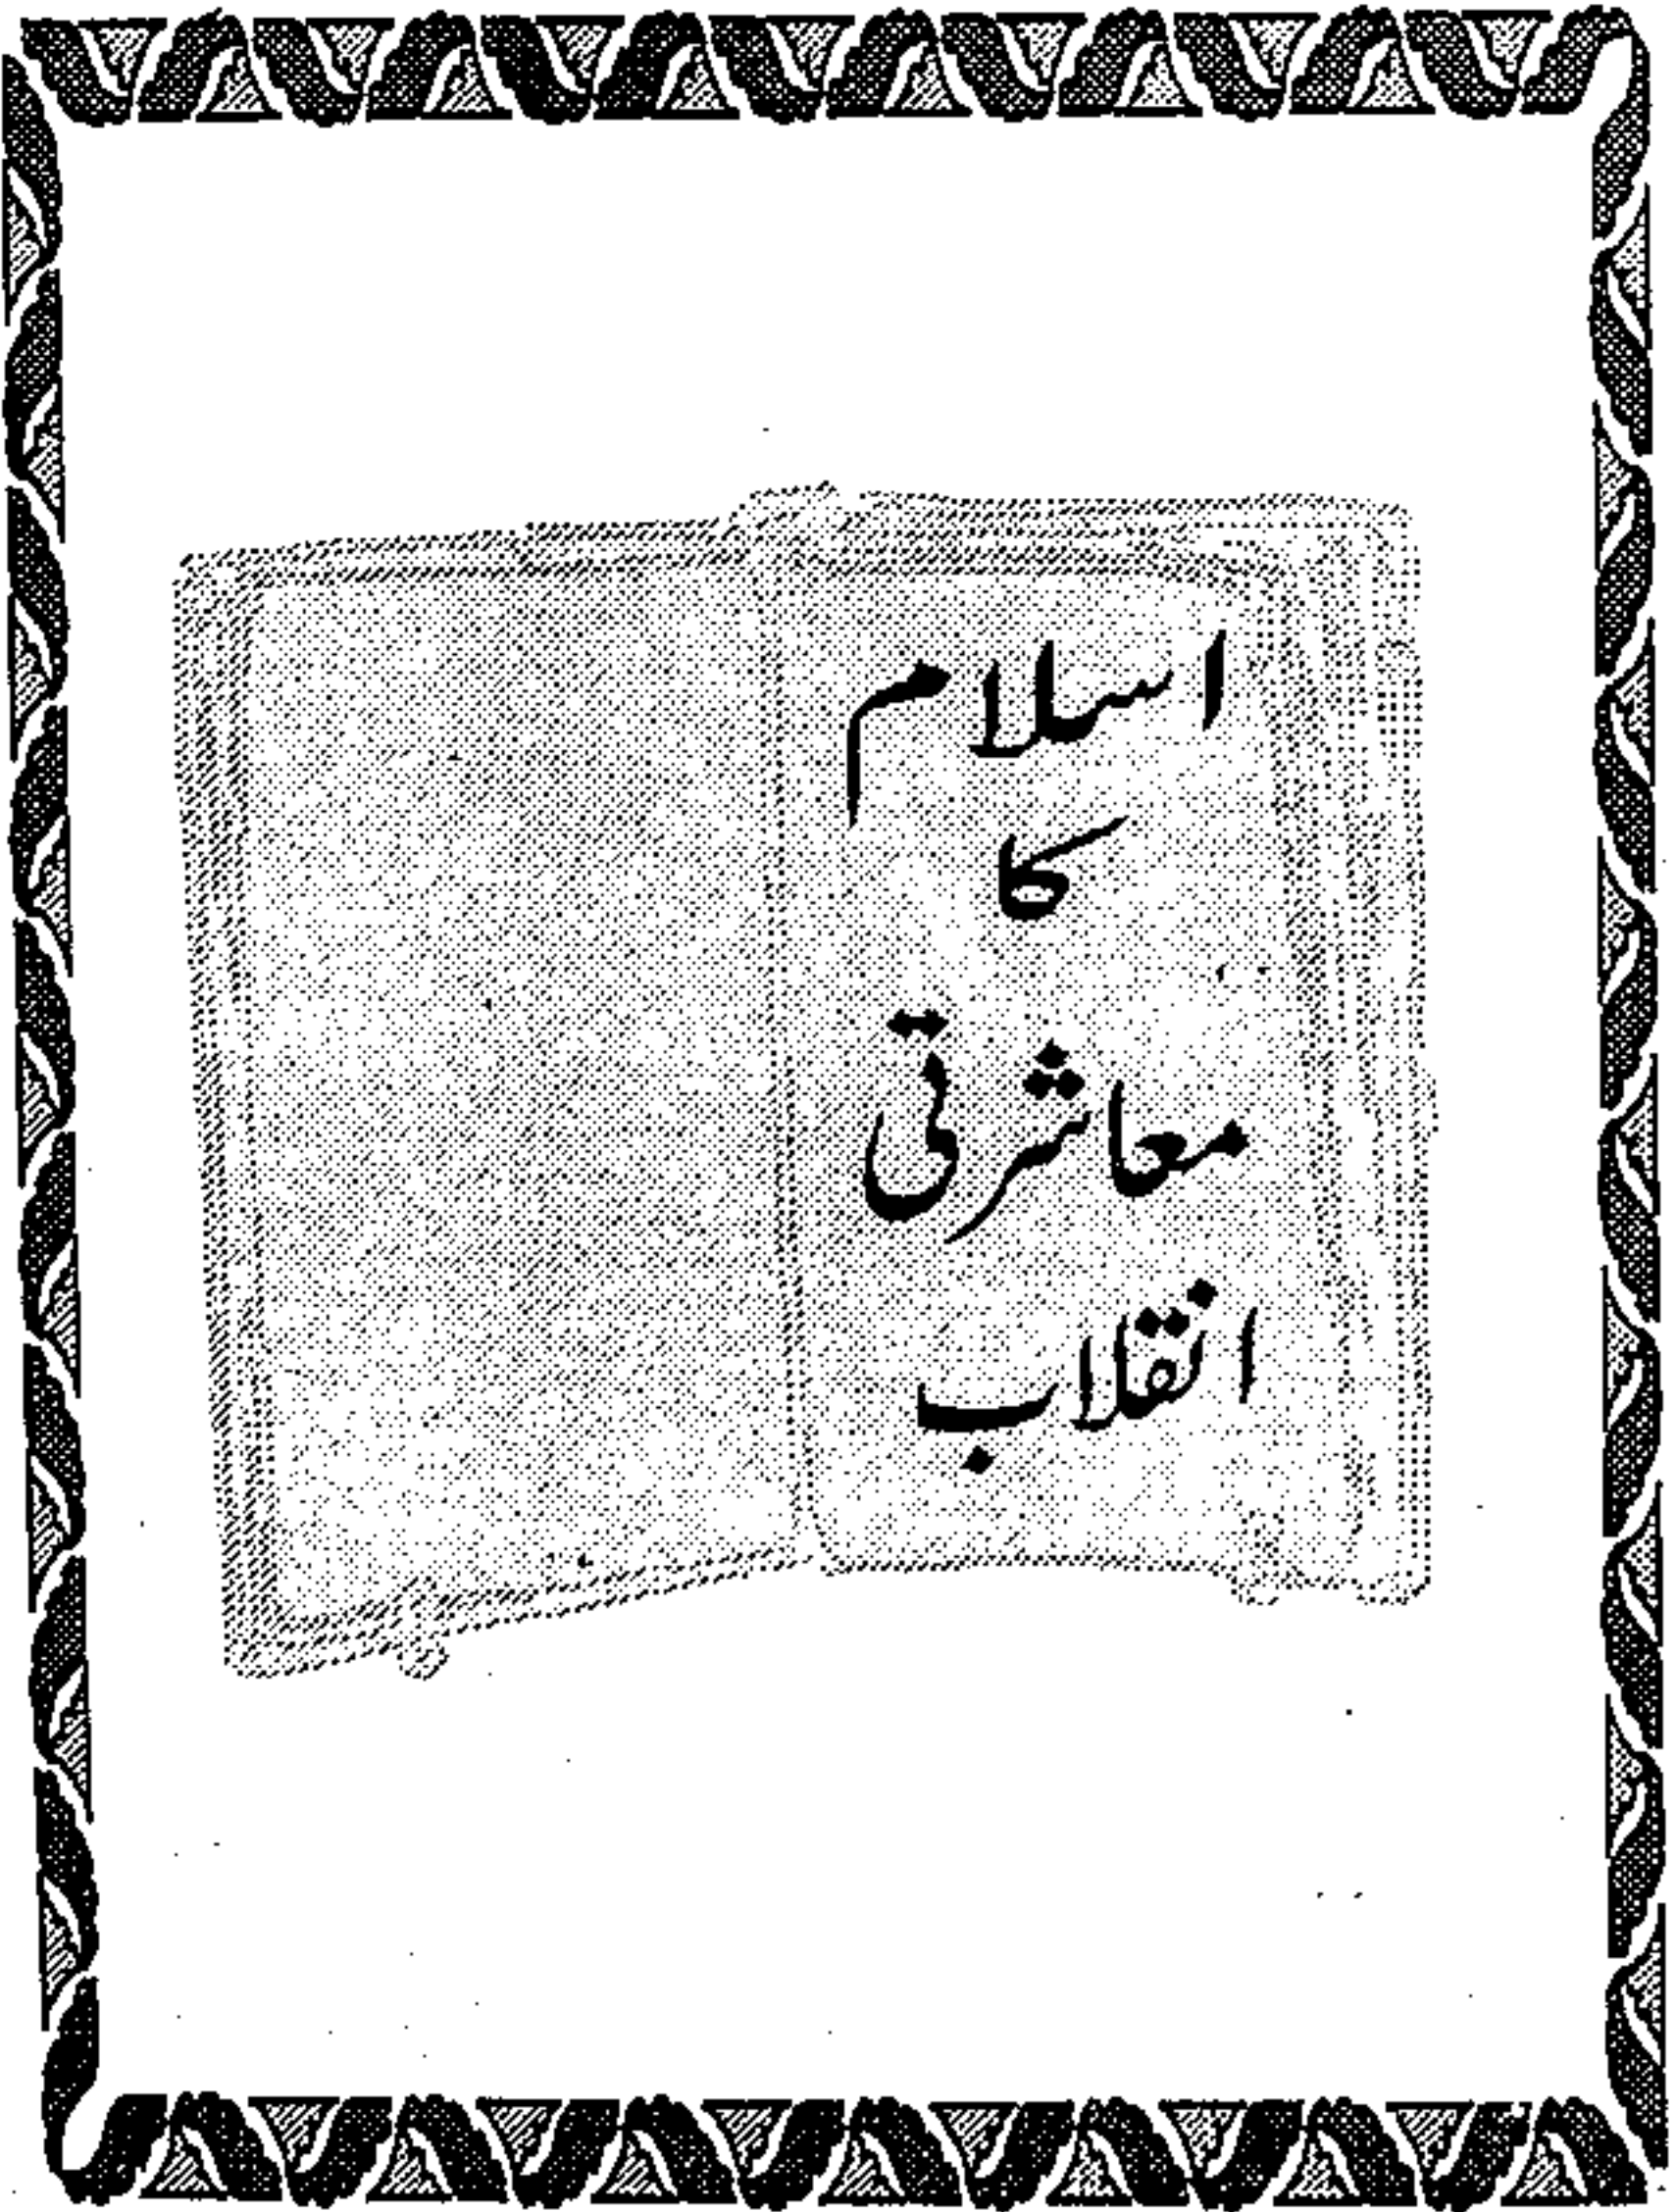 اسلام
کا
معاشرتی
انقلاب